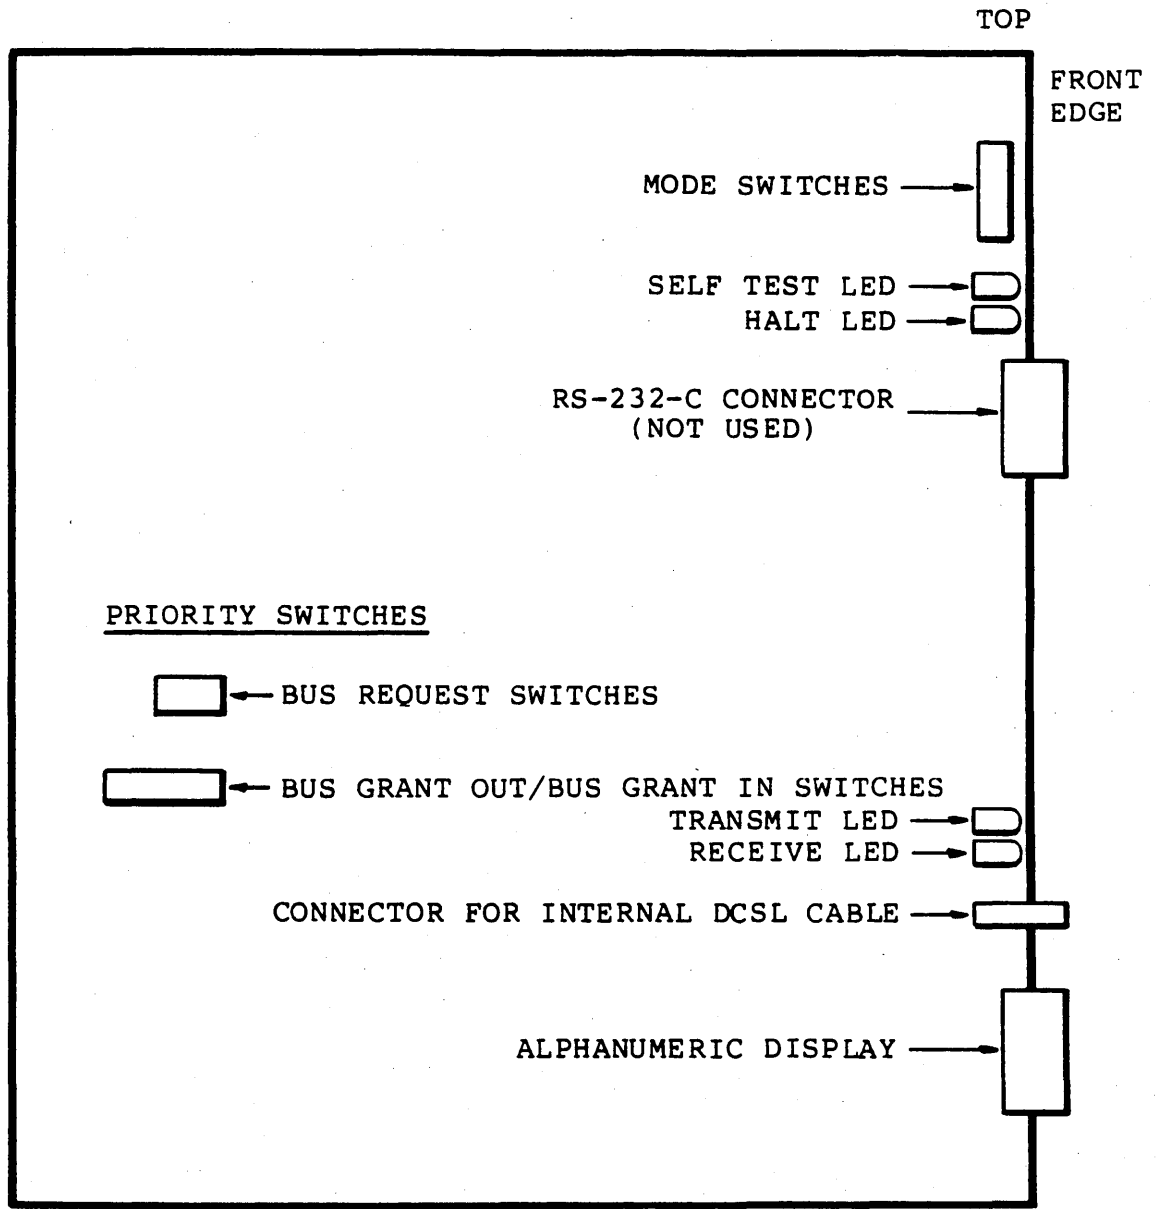 TOP
FRONT
EDGE
MODE SWITCHES
SELF TEST LED
HALT LED
RS-232-C CONNECTOR
(NOT USED)
PRIORITY SWITCHES
BUS REQUEST SWITCHES
BUS GRANT OUT/BUS GRANT IN SWITCHES
TRANSMIT LED
RECEIVE LED
CONNECTOR FOR INTERNAL DCSL CABLE
ALPHANUMERIC DISPLAY